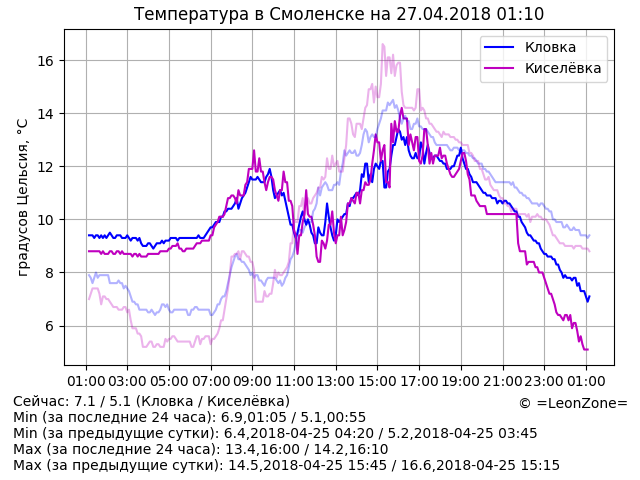 Температура в Смоленске на 27.04.2018 01:10
градусов Цельсия, °C
16
14
12
10
8
6
Кловка
Киселёвка
01:00 03:00 05:00 07:00 09:00 11:00 13:00 15:00 17:00 19:00 21:00 23:00 01:00
Сейчас: 7.1 / 5.1 (Кловка / Киселёвка)
© =LeonZone=
Min (за последние 24 часа): 6.9,01:05 / 5.1,00:55
Min (за предыдущие сутки): 6.4,2018-04-25 04:20 / 5.2,2018-04-25 03:45
Max (за последние 24 часа): 13.4,16:00 / 14.2,16:10
Max (за предыдущие сутки): 14.5,2018-04-25 15:45 / 16.6,2018-04-25 15:15